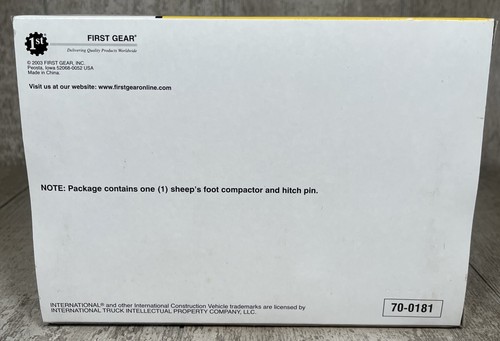 1st
FIRST GEAR®
Delivering Quality Products Worldwide
© 2003 FIRST GEAR, INC.
Peosta, Iowa 52068-0052 USA
Made in China.
Visit us at our website: www.firstgearonline.com
NOTE: Package contains one (1) sheep's foot compactor and hitch pin.
INTERNATIONAL® and other International Construction Vehicle trademarks are licensed by
INTERNATIONAL TRUCK INTELLECTUAL PROPERTY COMPANY, LLC.
70-0181